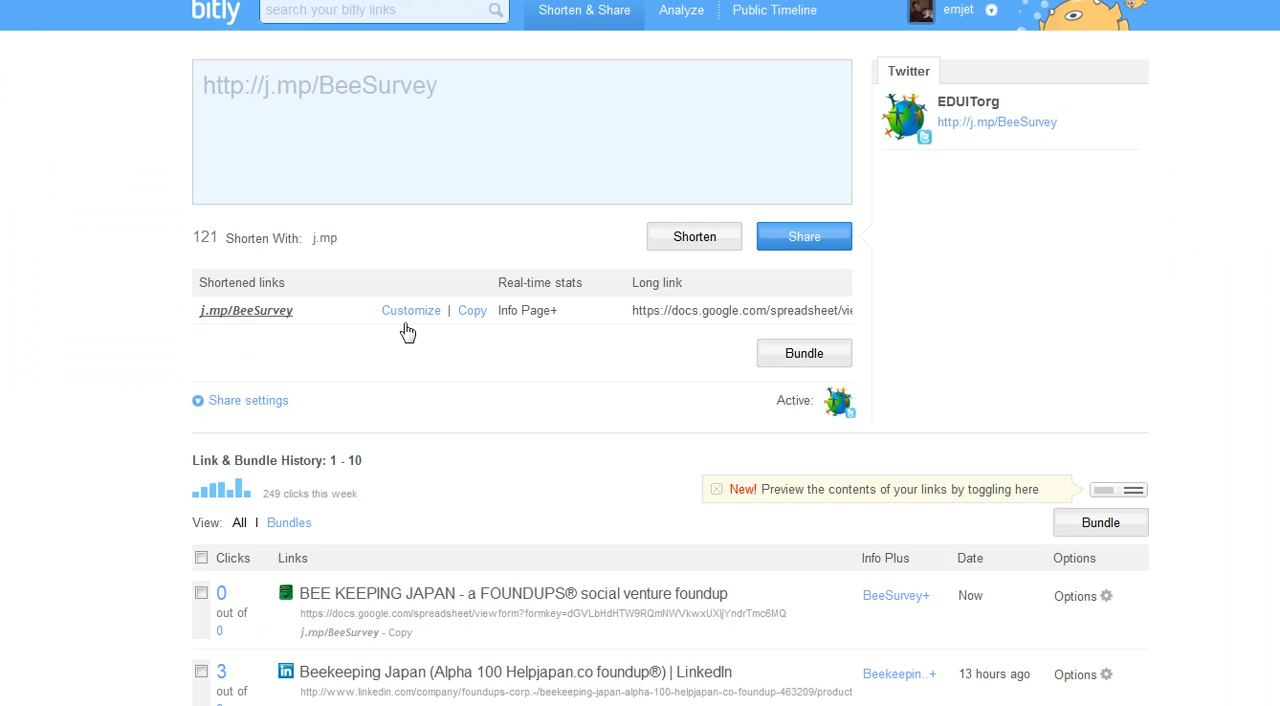 bitly search your bitly links Shorten & Share Analyze Public Timeline emjet
http://j.mp/BeeSurvey
Twitter
EDUITorg
http://j.mp/BeeSurvey
121 Shorten With: j.mp Shorten Share
Shortened links Real-time stats Long link
j.mp/BeeSurvey Customize | Copy Info Page+ https://docs.google.com/spreadsheet/vie
Bundle
Share settings Active:
Link & Bundle History: 1 - 10
249 clicks this week New! Preview the contents of your links by toggling here
View: All | Bundles Bundle
Clicks Links Info Plus Date Options
0 BEE KEEPING JAPAN - a FOUNDUPS® social venture foundup BeeSurvey+ Now Options
out of https://docs.google.com/spreadsheet/viewform?formkey=dGVLbHdHTW9RQmNWVkwxUXljYndrTmc6MQ
0 j.mp/BeeSurvey - Copy
3 Beekeeping Japan (Alpha 100 Helpjapan.co foundup®) | LinkedIn Beekeepin..+ 13 hours ago Options
out of http://www.linkedin.com/company/foundups-corp.-/beekeeping-japan-alpha-100-helpjapan-co-foundup-463209/product